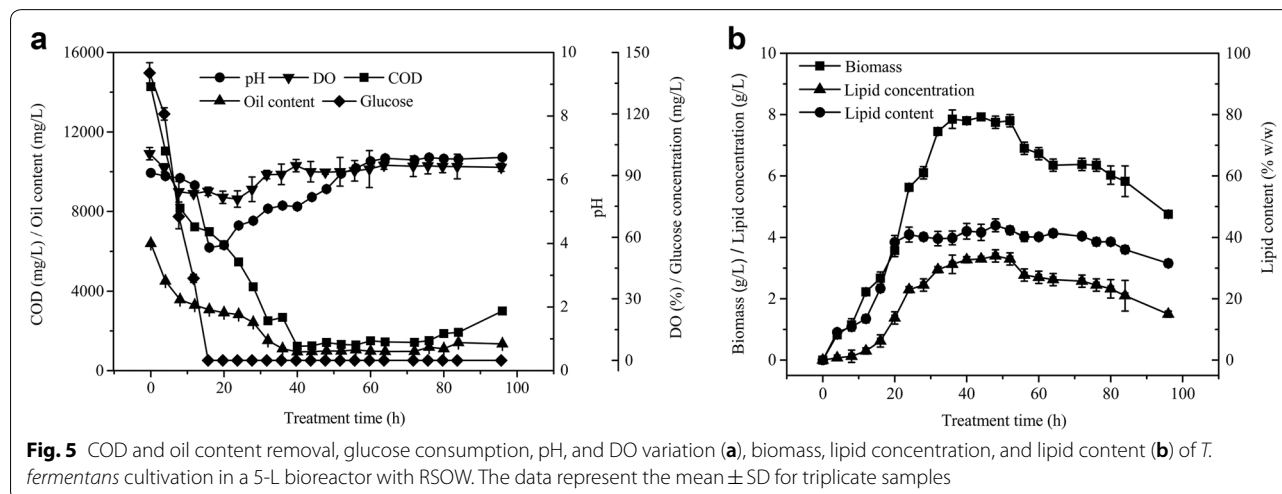 a
b
16000
12000
8000
4000
0
COD (mg/L) / Oil content (mg/L)
10
8
6
4
2
0
pH
150
120
90
60
30
0
DO (%) / Glucose concentration (mg/L)
pH DO COD
Oil content Glucose
0 20 40 60 80 100
Treatment time (h)
10
8
6
4
2
0
Biomass (g/L) / Lipid concentration (g/L)
100
80
60
40
20
0
Lipid content (% w/w)
Biomass
Lipid concentration
Lipid content
0 20 40 60 80 100
Treatment time (h)
Fig. 5 COD and oil content removal, glucose consumption, pH, and DO variation (a), biomass, lipid concentration, and lipid content (b) of T.
fermentans cultivation in a 5-L bioreactor with RSOW. The data represent the mean ± SD for triplicate samples